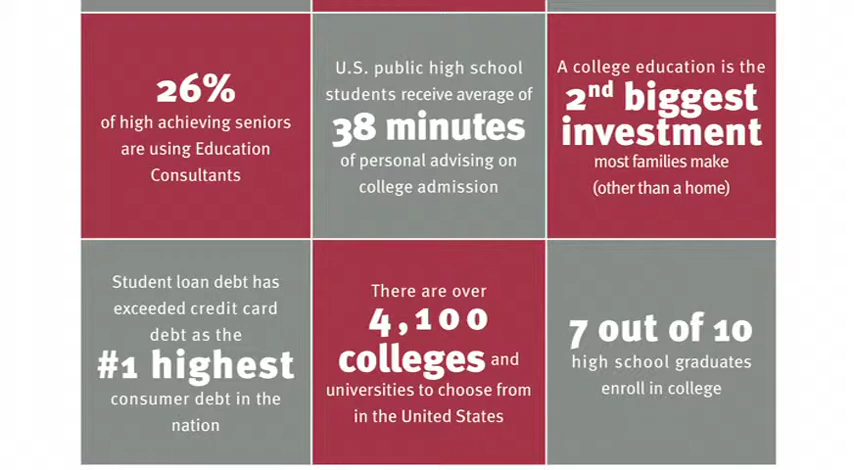 26%
of high achieving seniors
are using Education
Consultants
U.S. public high school
students receive average of
38 minutes
of personal advising on
college admission
A college education is the
2nd biggest
investment
most families make
(other than a home)
Student loan debt has
exceeded credit card
debt as the
#1 highest
consumer debt in the
nation
There are over
4,100
colleges and
universities to choose from
in the United States
7 out of 10
high school graduates
enroll in college